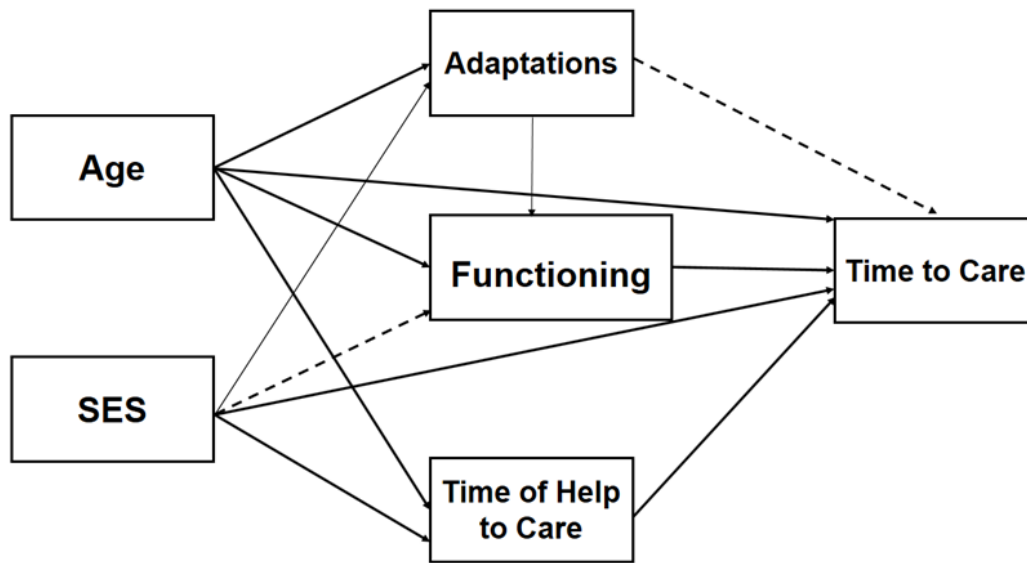 Adaptations
Age
Functioning
Time to Care
SES
Time of Help
to Care